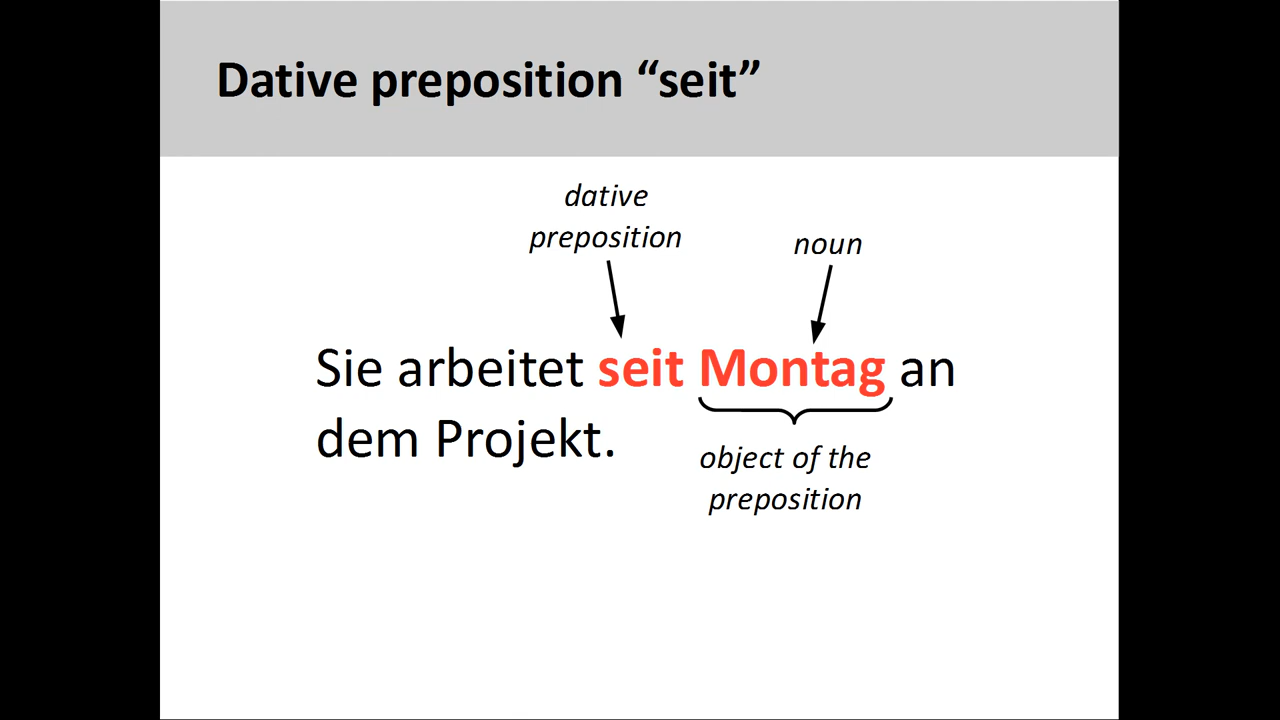 Dative preposition “seit”
dative
preposition
noun
Sie arbeitet seit Montag an
dem Projekt.
object of the
preposition